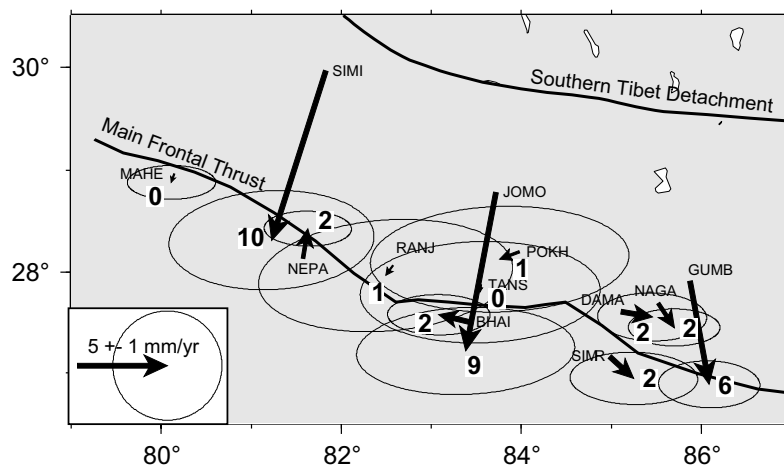 30°
SIMI
Southern Tibet Detachment
Main Frontal Thrust
MAHE
0
JOMO
2
10
NEPA
RANJ
POKH
1
28°
GUMB
TANS
NAGA
1
0
DAMA
2
BHAI
2
2
5 +- 1 mm/yr
SIMR
9
2
6
80°
82°
84°
86°